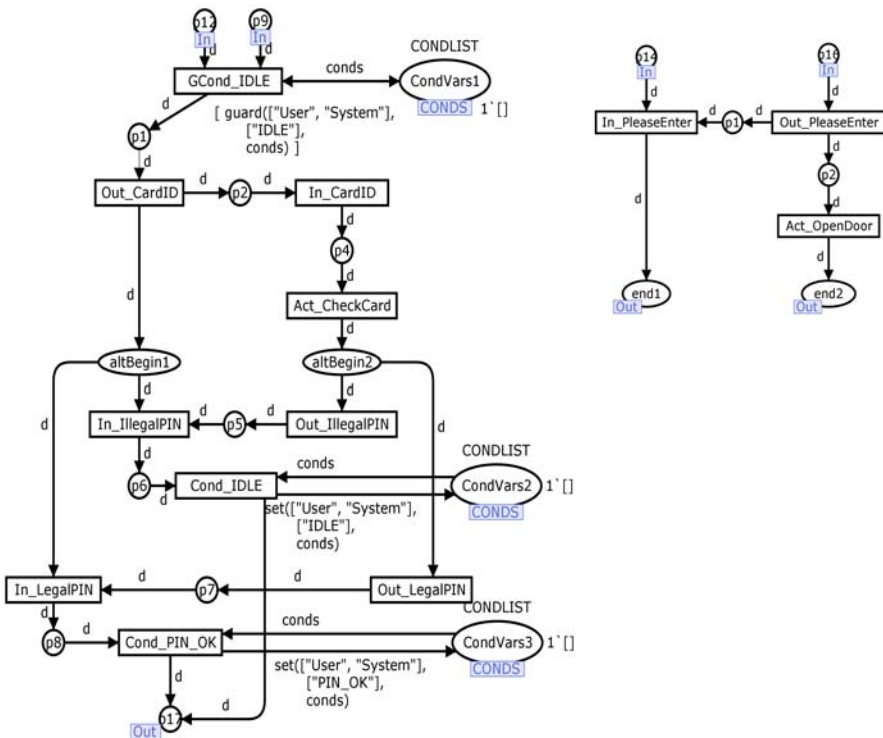 p12
In
d
p9
In
d
GCond_IDLE
conds
CONDLIST
CondVars1
CONDS
1`[]
d
[ guard(["User", "System"],
["IDLE"],
conds) ]
p1
d
Out_CardID
d
p2
d
In_CardID
d
p4
d
Act_CheckCard
d
d
altBegin1
altBegin2
d
d
d
d
In_IllegalPIN
d
p5
d
Out_IllegalPIN
d
p6
d
Cond_IDLE
conds
CONDLIST
CondVars2
CONDS
1`[]
set(["User", "System"],
["IDLE"],
conds)
In_LegalPIN
d
p7
d
Out_LegalPIN
d
p8
d
Cond_PIN_OK
conds
CONDLIST
CondVars3
CONDS
1`[]
set(["User", "System"],
["PIN_OK"],
conds)
d
d
p17
Out
p14
In
d
p16
In
d
In_PleaseEnter
d
p1
d
Out_PleaseEnter
d
p2
d
d
Act_OpenDoor
d
end1
Out
end2
Out